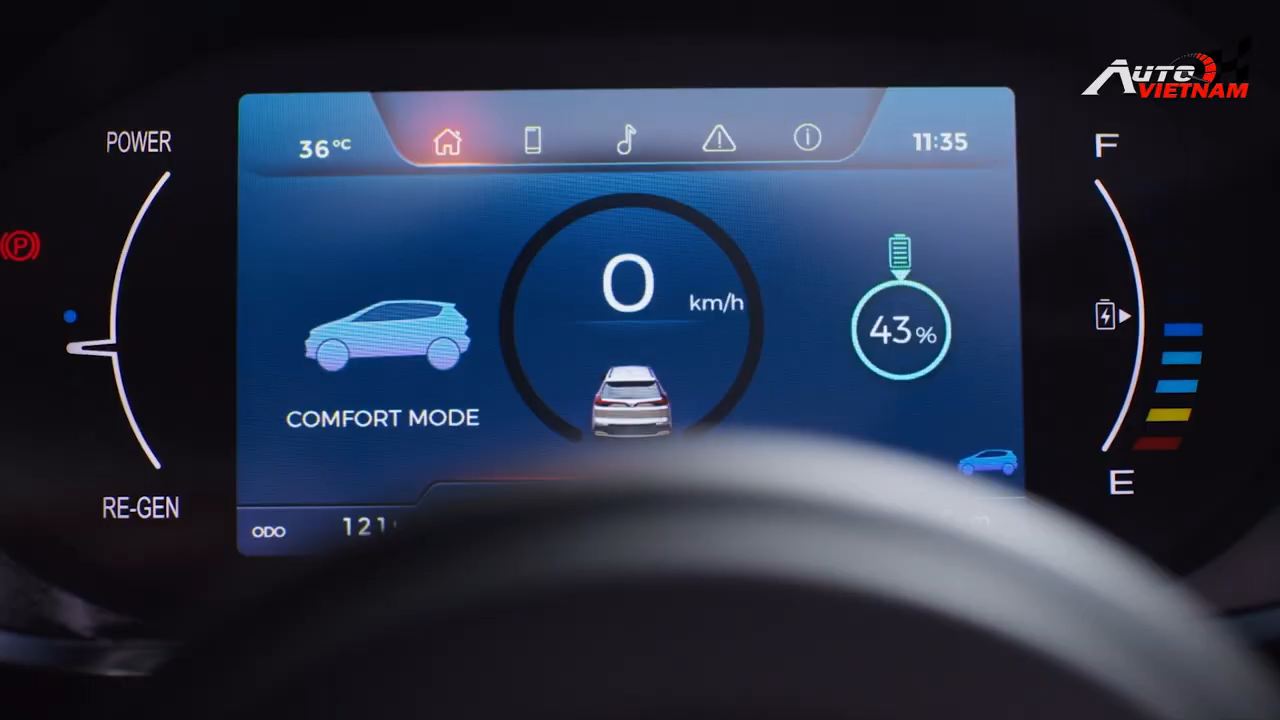 AUTO
VIETNAM
POWER
36°C
11:35
F
P
0
km/h
43%
COMFORT MODE
E
RE-GEN
ODO